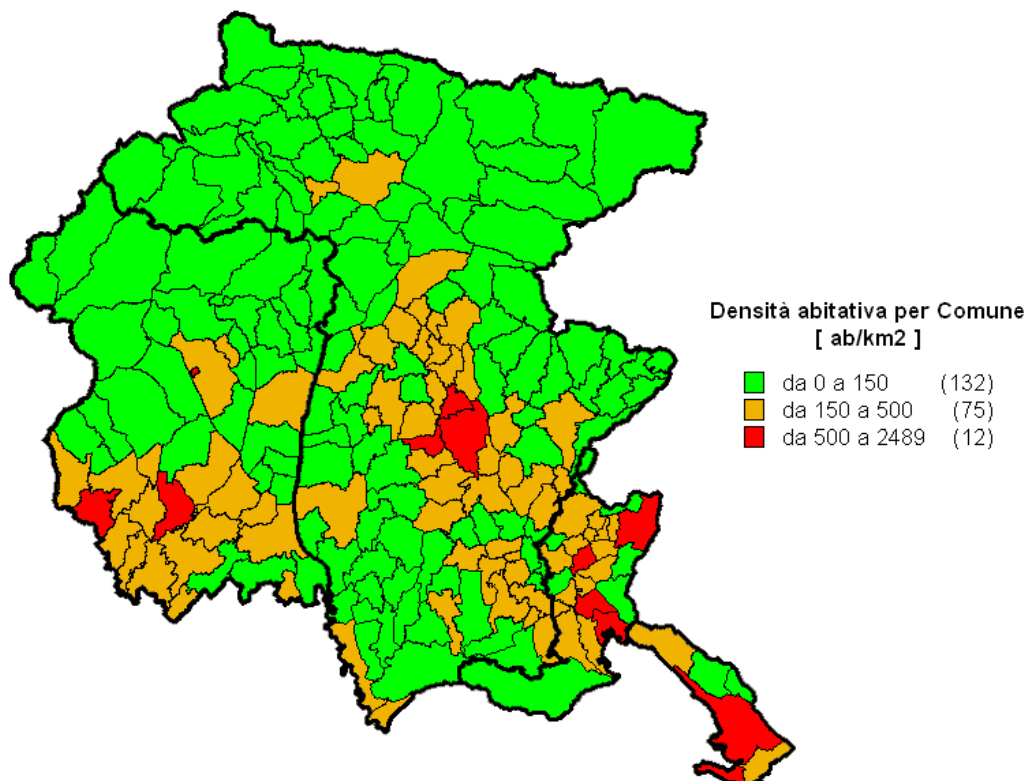 Densità abitativa per Comune
[ ab/km2 ]
da 0 a 150 (132)
da 150 a 500 (75)
da 500 a 2489 (12)